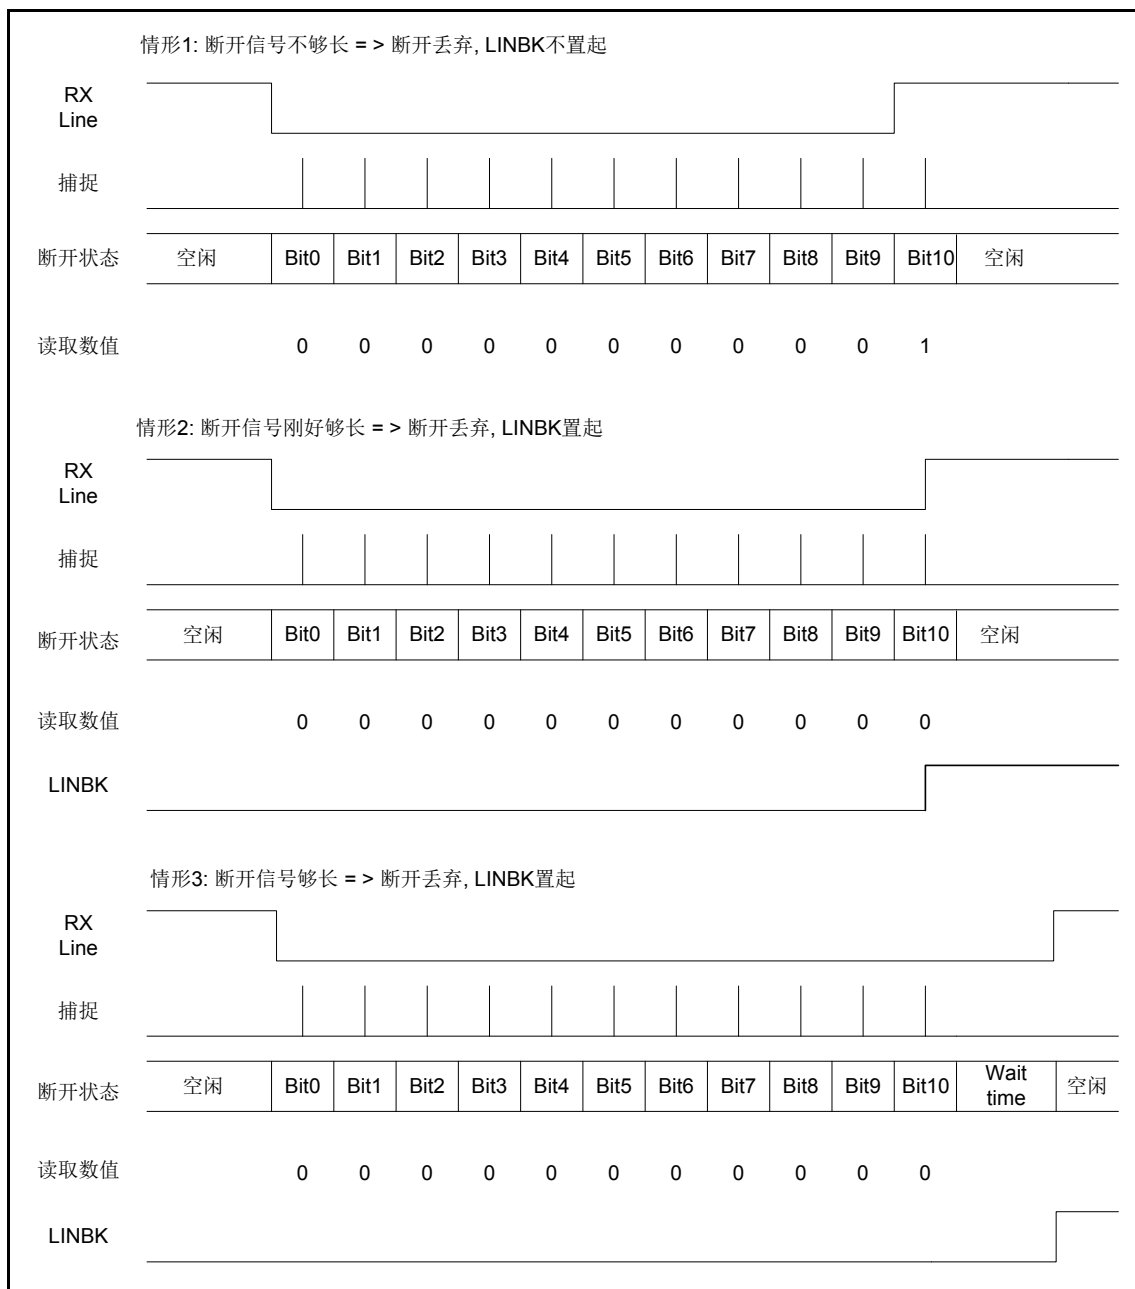 情形1: 断开信号不够长 = > 断开丢弃, LINBK不置起
RX
Line
捕捉
断开状态 空闲 Bit0 Bit1 Bit2 Bit3 Bit4 Bit5 Bit6 Bit7 Bit8 Bit9 Bit10 空闲
读取数值 0 0 0 0 0 0 0 0 0 0 1
情形2: 断开信号刚好够长 = > 断开丢弃, LINBK置起
RX
Line
捕捉
断开状态 空闲 Bit0 Bit1 Bit2 Bit3 Bit4 Bit5 Bit6 Bit7 Bit8 Bit9 Bit10 空闲
读取数值 0 0 0 0 0 0 0 0 0 0 0
LINBK
情形3: 断开信号够长 = > 断开丢弃, LINBK置起
RX
Line
捕捉
断开状态 空闲 Bit0 Bit1 Bit2 Bit3 Bit4 Bit5 Bit6 Bit7 Bit8 Bit9 Bit10 Wait time 空闲
读取数值 0 0 0 0 0 0 0 0 0 0 0
LINBK